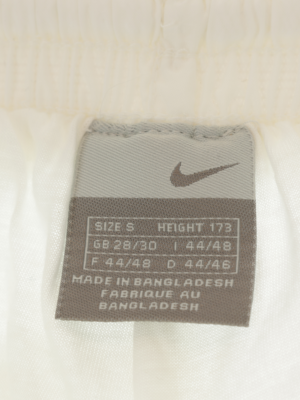 SIZE S HEIGHT 173
GB 28/30 I 44/48
F 44/48 D 44/46
MADE IN BANGLADESH
FABRIQUE AU
BANGLADESH